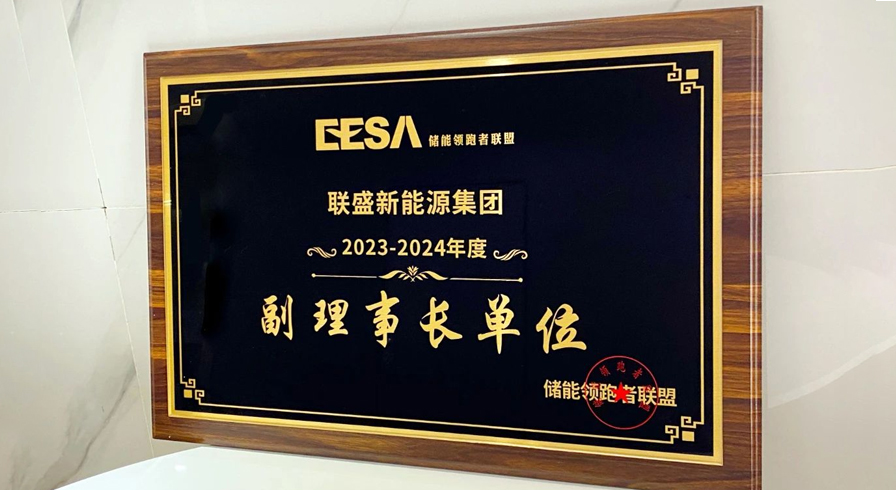 EESA 储能领跑者联盟
联盛新能源集团
2023-2024年度
副理事长单位
储能领跑者联盟